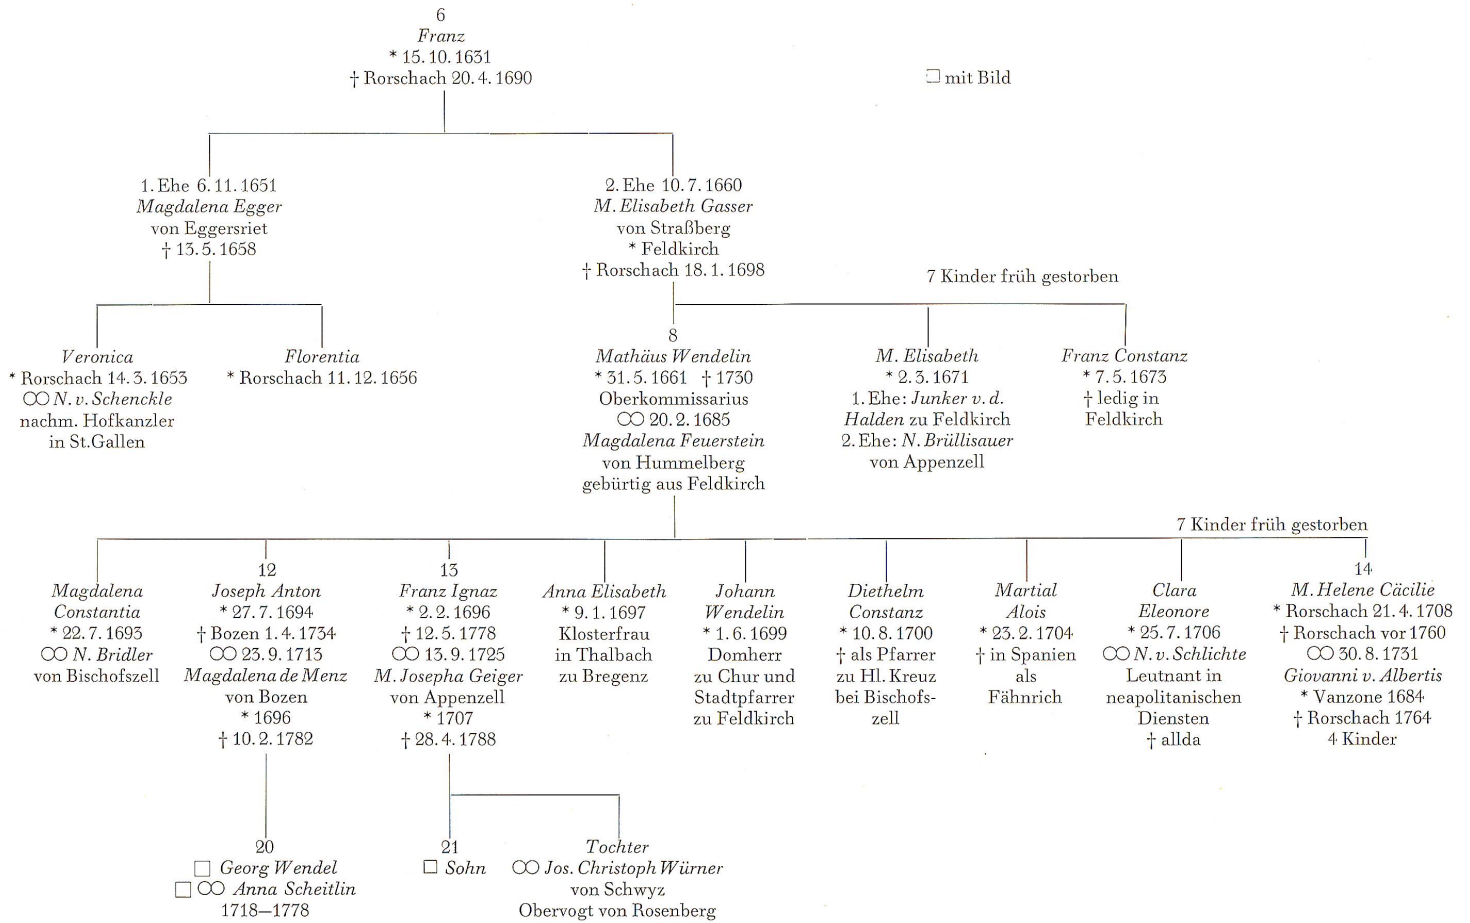 6
Franz
* 15.10.1631
† Rorschach 20.4.1690
□ mit Bild
1. Ehe 6.11.1651
Magdalena Egger
von Eggersriet
† 13.5.1658
2. Ehe 10.7.1660
M. Elisabeth Gasser
von Straßberg
* Feldkirch
† Rorschach 18.1.1698
7 Kinder früh gestorben
Veronica
* Rorschach 14.3.1653
∞ N. v. Schenckle
nachm. Hofkanzler
in St.Gallen
Florentia
* Rorschach 11.12.1656
8
Mathäus Wendelin
* 31.5.1661 † 1730
Oberkommissarius
∞ 20.2.1685
Magdalena Feuerstein
von Hummelberg
gebürtig aus Feldkirch
M. Elisabeth
* 2.3.1671
1. Ehe: Junker v. d.
Halden zu Feldkirch
2. Ehe: N. Brüllisauer
von Appenzell
Franz Constanz
* 7.5.1673
† ledig in
Feldkirch
7 Kinder früh gestorben
Magdalena
Constantia
* 22.7.1693
∞ N. Bridler
von Bischofszell
12
Joseph Anton
* 27.7.1694
† Bozen 1.4.1734
∞ 23.9.1713
Magdalena de Menz
von Bozen
* 1696
† 10.2.1782
13
Franz Ignaz
* 2.2.1696
† 12.5.1778
∞ 13.9.1725
M. Josepha Geiger
von Appenzell
* 1707
† 28.4.1788
Anna Elisabeth
* 9.1.1697
Klosterfrau
in Thalbach
zu Bregenz
Johann
Wendelin
* 1.6.1699
Domherr
zu Chur und
Stadtpfarrer
zu Feldkirch
Diethelm
Constanz
* 10.8.1700
† als Pfarrer
zu Hl. Kreuz
bei Bischofs-
zell
Martial
Alois
* 23.2.1704
† in Spanien
als
Fähnrich
Clara
Eleonore
* 25.7.1706
∞ N. v. Schlichte
Leutnant in
neapolitanischen
Diensten
† allda
14
M. Helene Cäcilie
* Rorschach 21.4.1708
† Rorschach vor 1760
∞ 30.8.1731
Giovanni v. Albertis
* Vanzone 1684
† Rorschach 1764
4 Kinder
20
□ Georg Wendel
□ ∞ Anna Scheitlin
1718–1778
21
□ Sohn
Tochter
∞ Jos. Christoph Würner
von Schwyz
Obervogt von Rosenberg